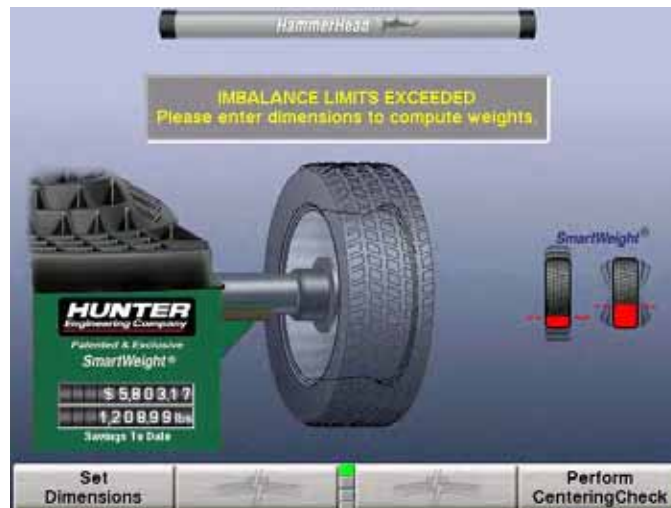 HammerHead
IMBALANCE LIMITS EXCEEDED
Please enter dimensions to compute weights.
SmartWeight®
HUNTER
Engineering Company
Patented & Exclusive
SmartWeight®
$5,803.17
1,208.99 lbs
Savings To Date
Set
Dimensions
Perform
CenteringCheck